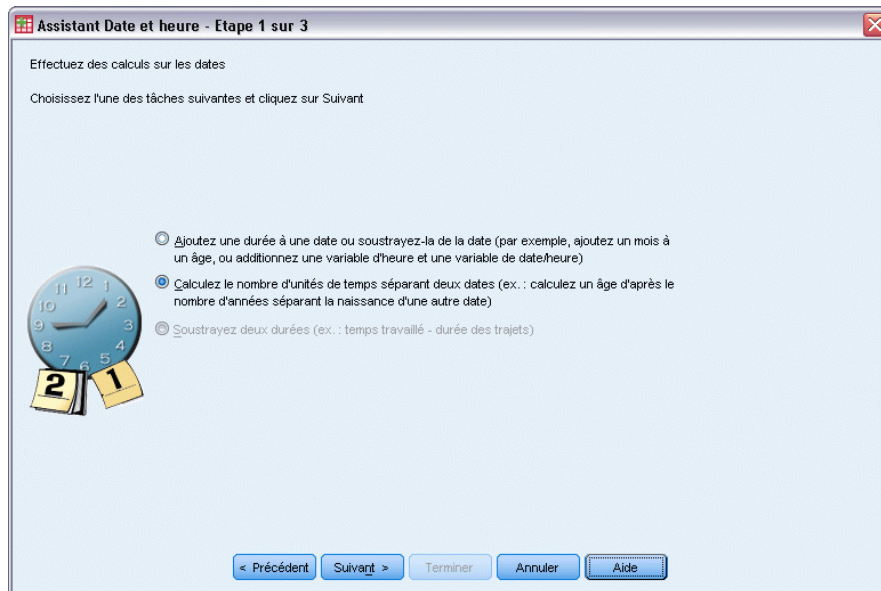 Assistant Date et heure - Etape 1 sur 3
Effectuez des calculs sur les dates
Choisissez l'une des tâches suivantes et cliquez sur Suivant
Ajoutez une durée à une date ou soustrayez-la de la date (par exemple, ajoutez un mois à
un âge, ou additionnez une variable d'heure et une variable de date/heure)
Calculez le nombre d'unités de temps séparant deux dates (ex. : calculez un âge d'après le
nombre d'années séparant la naissance d'une autre date)
Soustrayez deux durées (ex. : temps travaillé - durée des trajets)
11 12 1
10 2
9 3
8 4
7 6 5
2 1
< Précédent Suivant > Terminer Annuler Aide